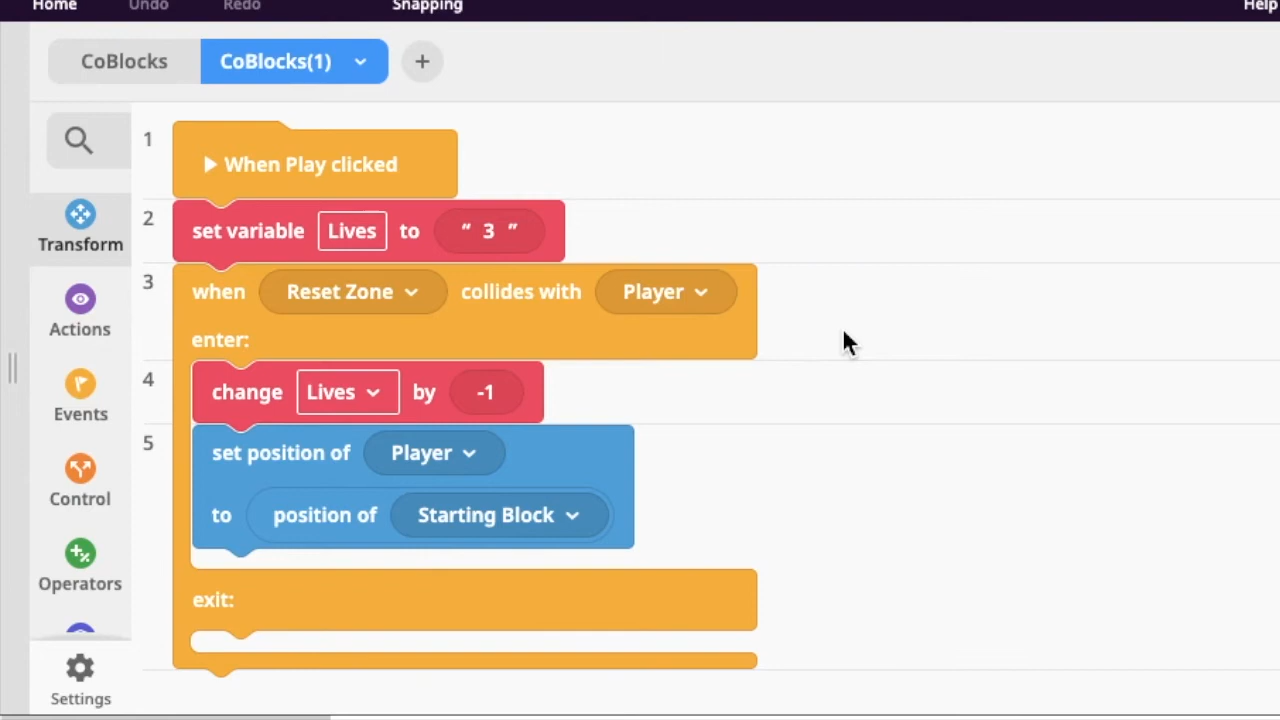 Home Undo Redo Snapping Help
CoBlocks CoBlocks(1) +
1 When Play clicked
2 set variable Lives to “ 3 ”
3 when Reset Zone collides with Player
enter:
4 change Lives by -1
5 set position of Player
to position of Starting Block
exit:
Transform
Actions
Events
Control
Operators
Settings